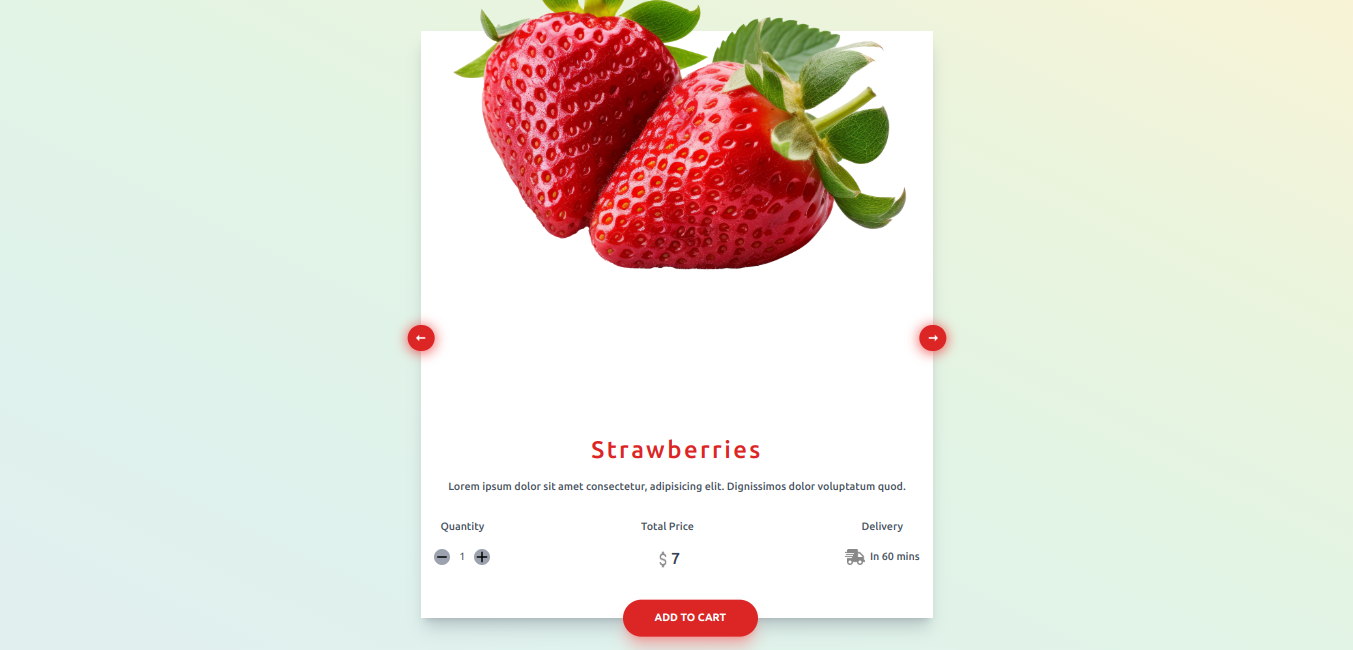 ←
→
Strawberries
Lorem ipsum dolor sit amet consectetur, adipisicing elit. Dignissimos dolor voluptatum quod.
Quantity Total Price Delivery
1 $ 7 In 60 mins
ADD TO CART